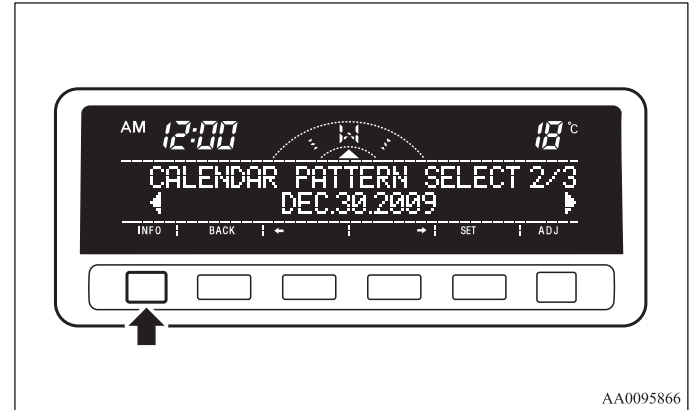 AM 12:00 W 18°C
CALENDAR PATTERN SELECT 2/3
DEC.30.2009
INFO BACK ← → SET ADJ
AA0095866